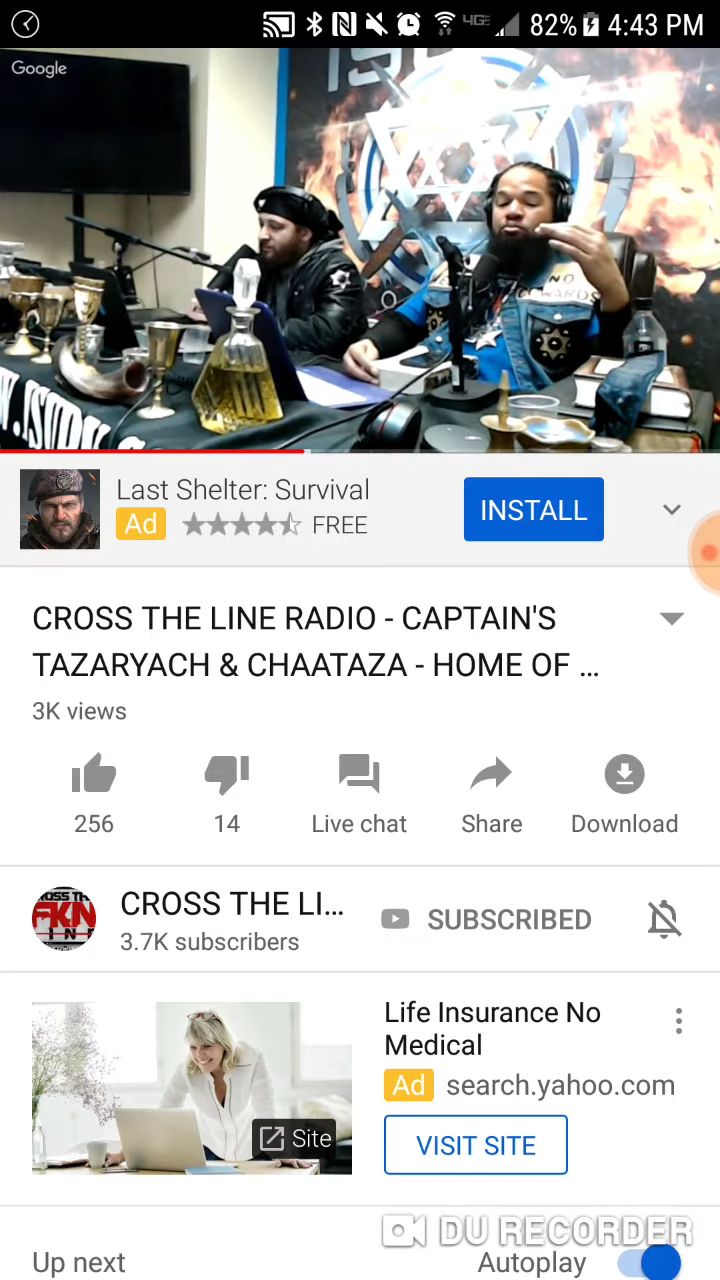 4G
82% 4:43 PM
Google
Last Shelter: Survival
Ad FREE
INSTALL
CROSS THE LINE RADIO - CAPTAIN'S
TAZARYACH & CHAATAZA - HOME OF ...
3K views
256
14
Live chat
Share
Download
CROSS THE LI...
3.7K subscribers
SUBSCRIBED
Life Insurance No
Medical
Ad search.yahoo.com
Site
VISIT SITE
DU RECORDER
Up next
Autoplay